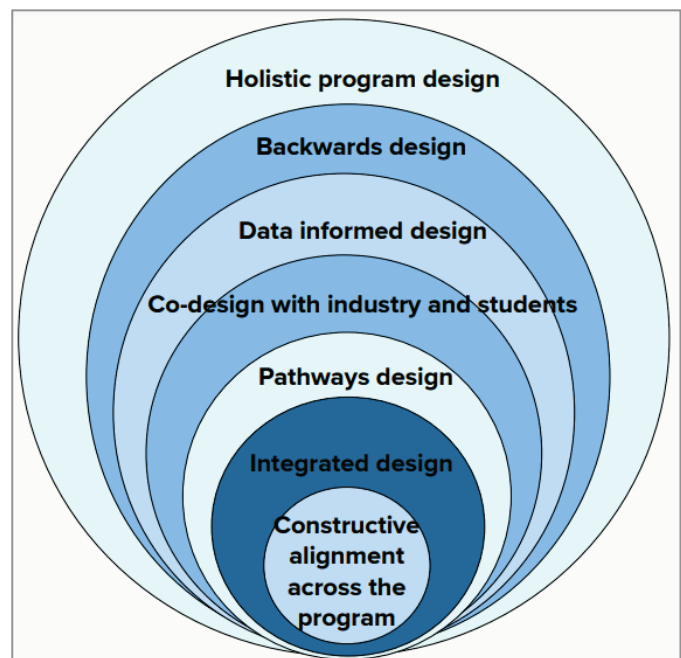 Holistic program design
Backwards design
Data informed design
Co-design with industry and students
Pathways design
Integrated design
Constructive
alignment
across the
program